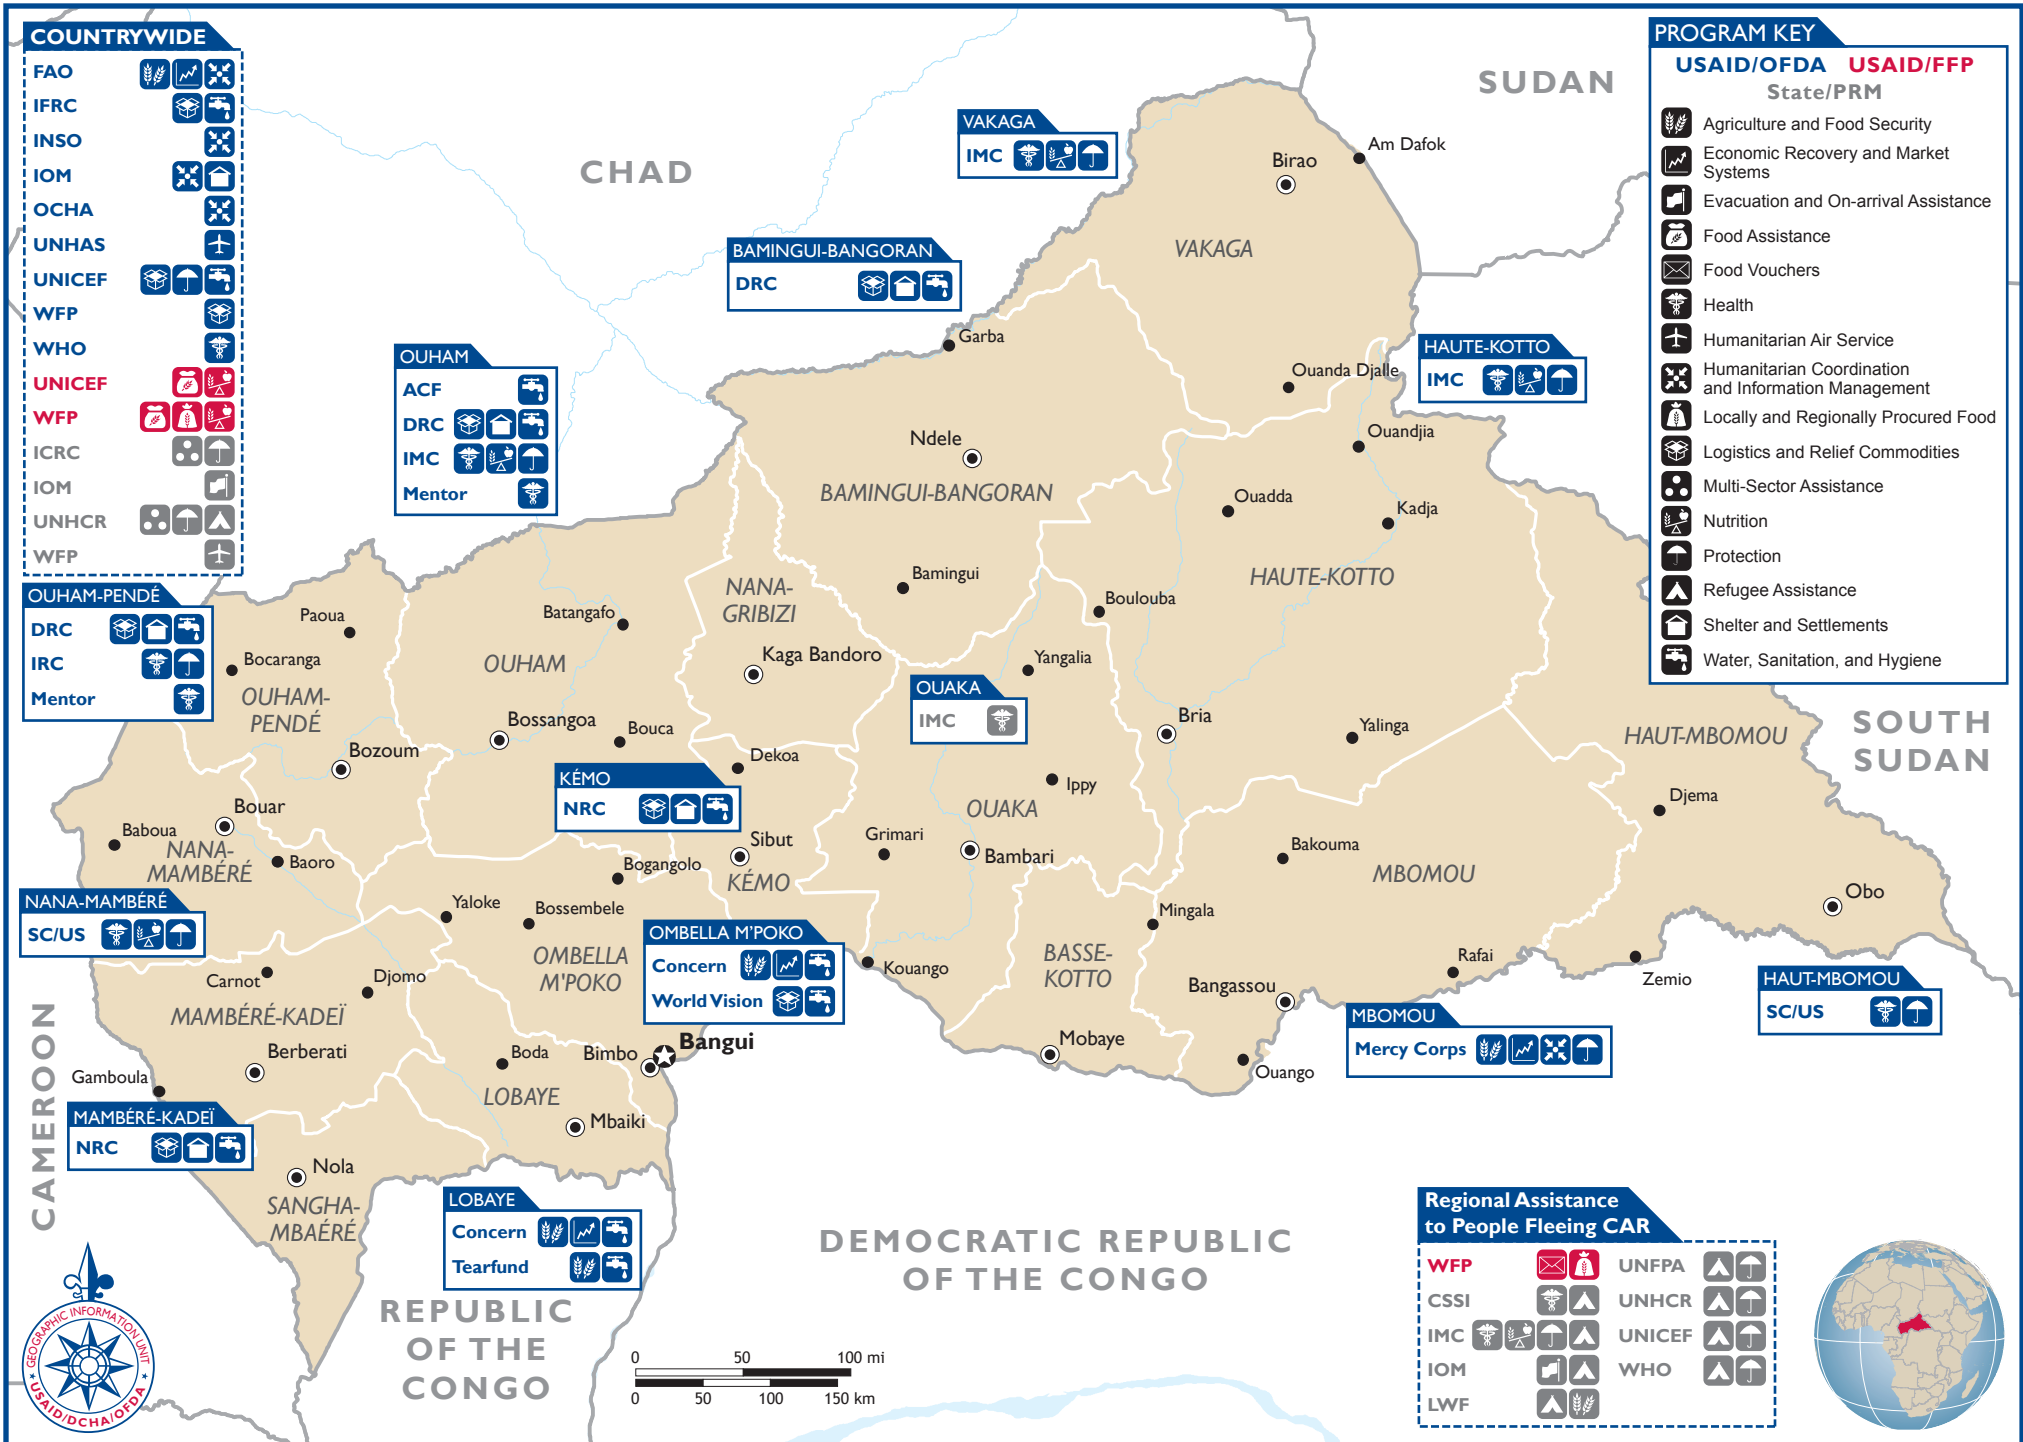 COUNTRYWIDE
FAO
IFRC
INSO
IOM
OCHA
UNHAS
UNICEF
WFP
WHO
UNICEF
WFP
ICRC
IOM
UNHCR
WFP
PROGRAM KEY
USAID/OFDA USAID/FFP
State/PRM
Agriculture and Food Security
Economic Recovery and Market
Systems
Evacuation and On-arrival Assistance
Food Assistance
Food Vouchers
Health
Humanitarian Air Service
Humanitarian Coordination
and Information Management
Locally and Regionally Procured Food
Logistics and Relief Commodities
Multi-Sector Assistance
Nutrition
Protection
Refugee Assistance
Shelter and Settlements
Water, Sanitation, and Hygiene
SUDAN
CHAD
VAKAGA
IMC
Am Dafok
Birao
VAKAGA
BAMINGUI-BANGORAN
DRC
Garba
HAUTE-KOTTO
IMC
Ouanda Djalle
OUHAM
ACF
DRC
IMC
Mentor
Ndele
BAMINGUI-BANGORAN
Ouandjia
Ouadda
Kadja
HAUTE-KOTTO
Bamingui
NANA-
GRIBIZI
Boulouba
OUHAM-PENDÉ
DRC
IRC
Mentor
Paoua
Bocaranga
OUHAM-
PENDÉ
Batangafo
OUHAM
Kaga Bandoro
Yangalia
OUAKA
IMC
Bossangoa
Bouca
Bozoum
Dekoa
Bria
Yalinga
HAUT-MBOMOU
SOUTH
SUDAN
KÉMO
NRC
Ippy
OUAKA
Djema
Bouar
Baboua
NANA-
MAMBÉRÉ
Baoro
Sibut
KÉMO
Bogangolo
Grimari
Bambari
Bakouma
MBOMOU
Obo
NANA-MAMBÉRÉ
SC/US
Yaloke
Bossembele
OMBELLA
M'POKO
OMBELLA M'POKO
Concern
World Vision
Mingala
BASSE-
KOTTO
Kouango
Rafai
Zemio
Bangassou
HAUT-MBOMOU
SC/US
Carnot
Djomo
MAMBÉRÉ-KADEÏ
Berberati
Gamboula
MBOMOU
Mercy Corps
Boda
Bimbo
Bangui
Mobaye
Ouango
LOBAYE
Mbaiki
CAMEROON
MAMBÉRÉ-KADEÏ
NRC
Nola
SANGHA-
MBAÉRÉ
LOBAYE
Concern
Tearfund
DEMOCRATIC REPUBLIC
OF THE CONGO
REPUBLIC
OF THE
CONGO
Regional Assistance
to People Fleeing CAR
WFP
CSSI
IMC
IOM
LWF
UNFPA
UNHCR
UNICEF
WHO
0 50 100 mi
0 50 100 150 km
GEOGRAPHIC INFORMATION UNIT
USAID/DCHA/OFDA